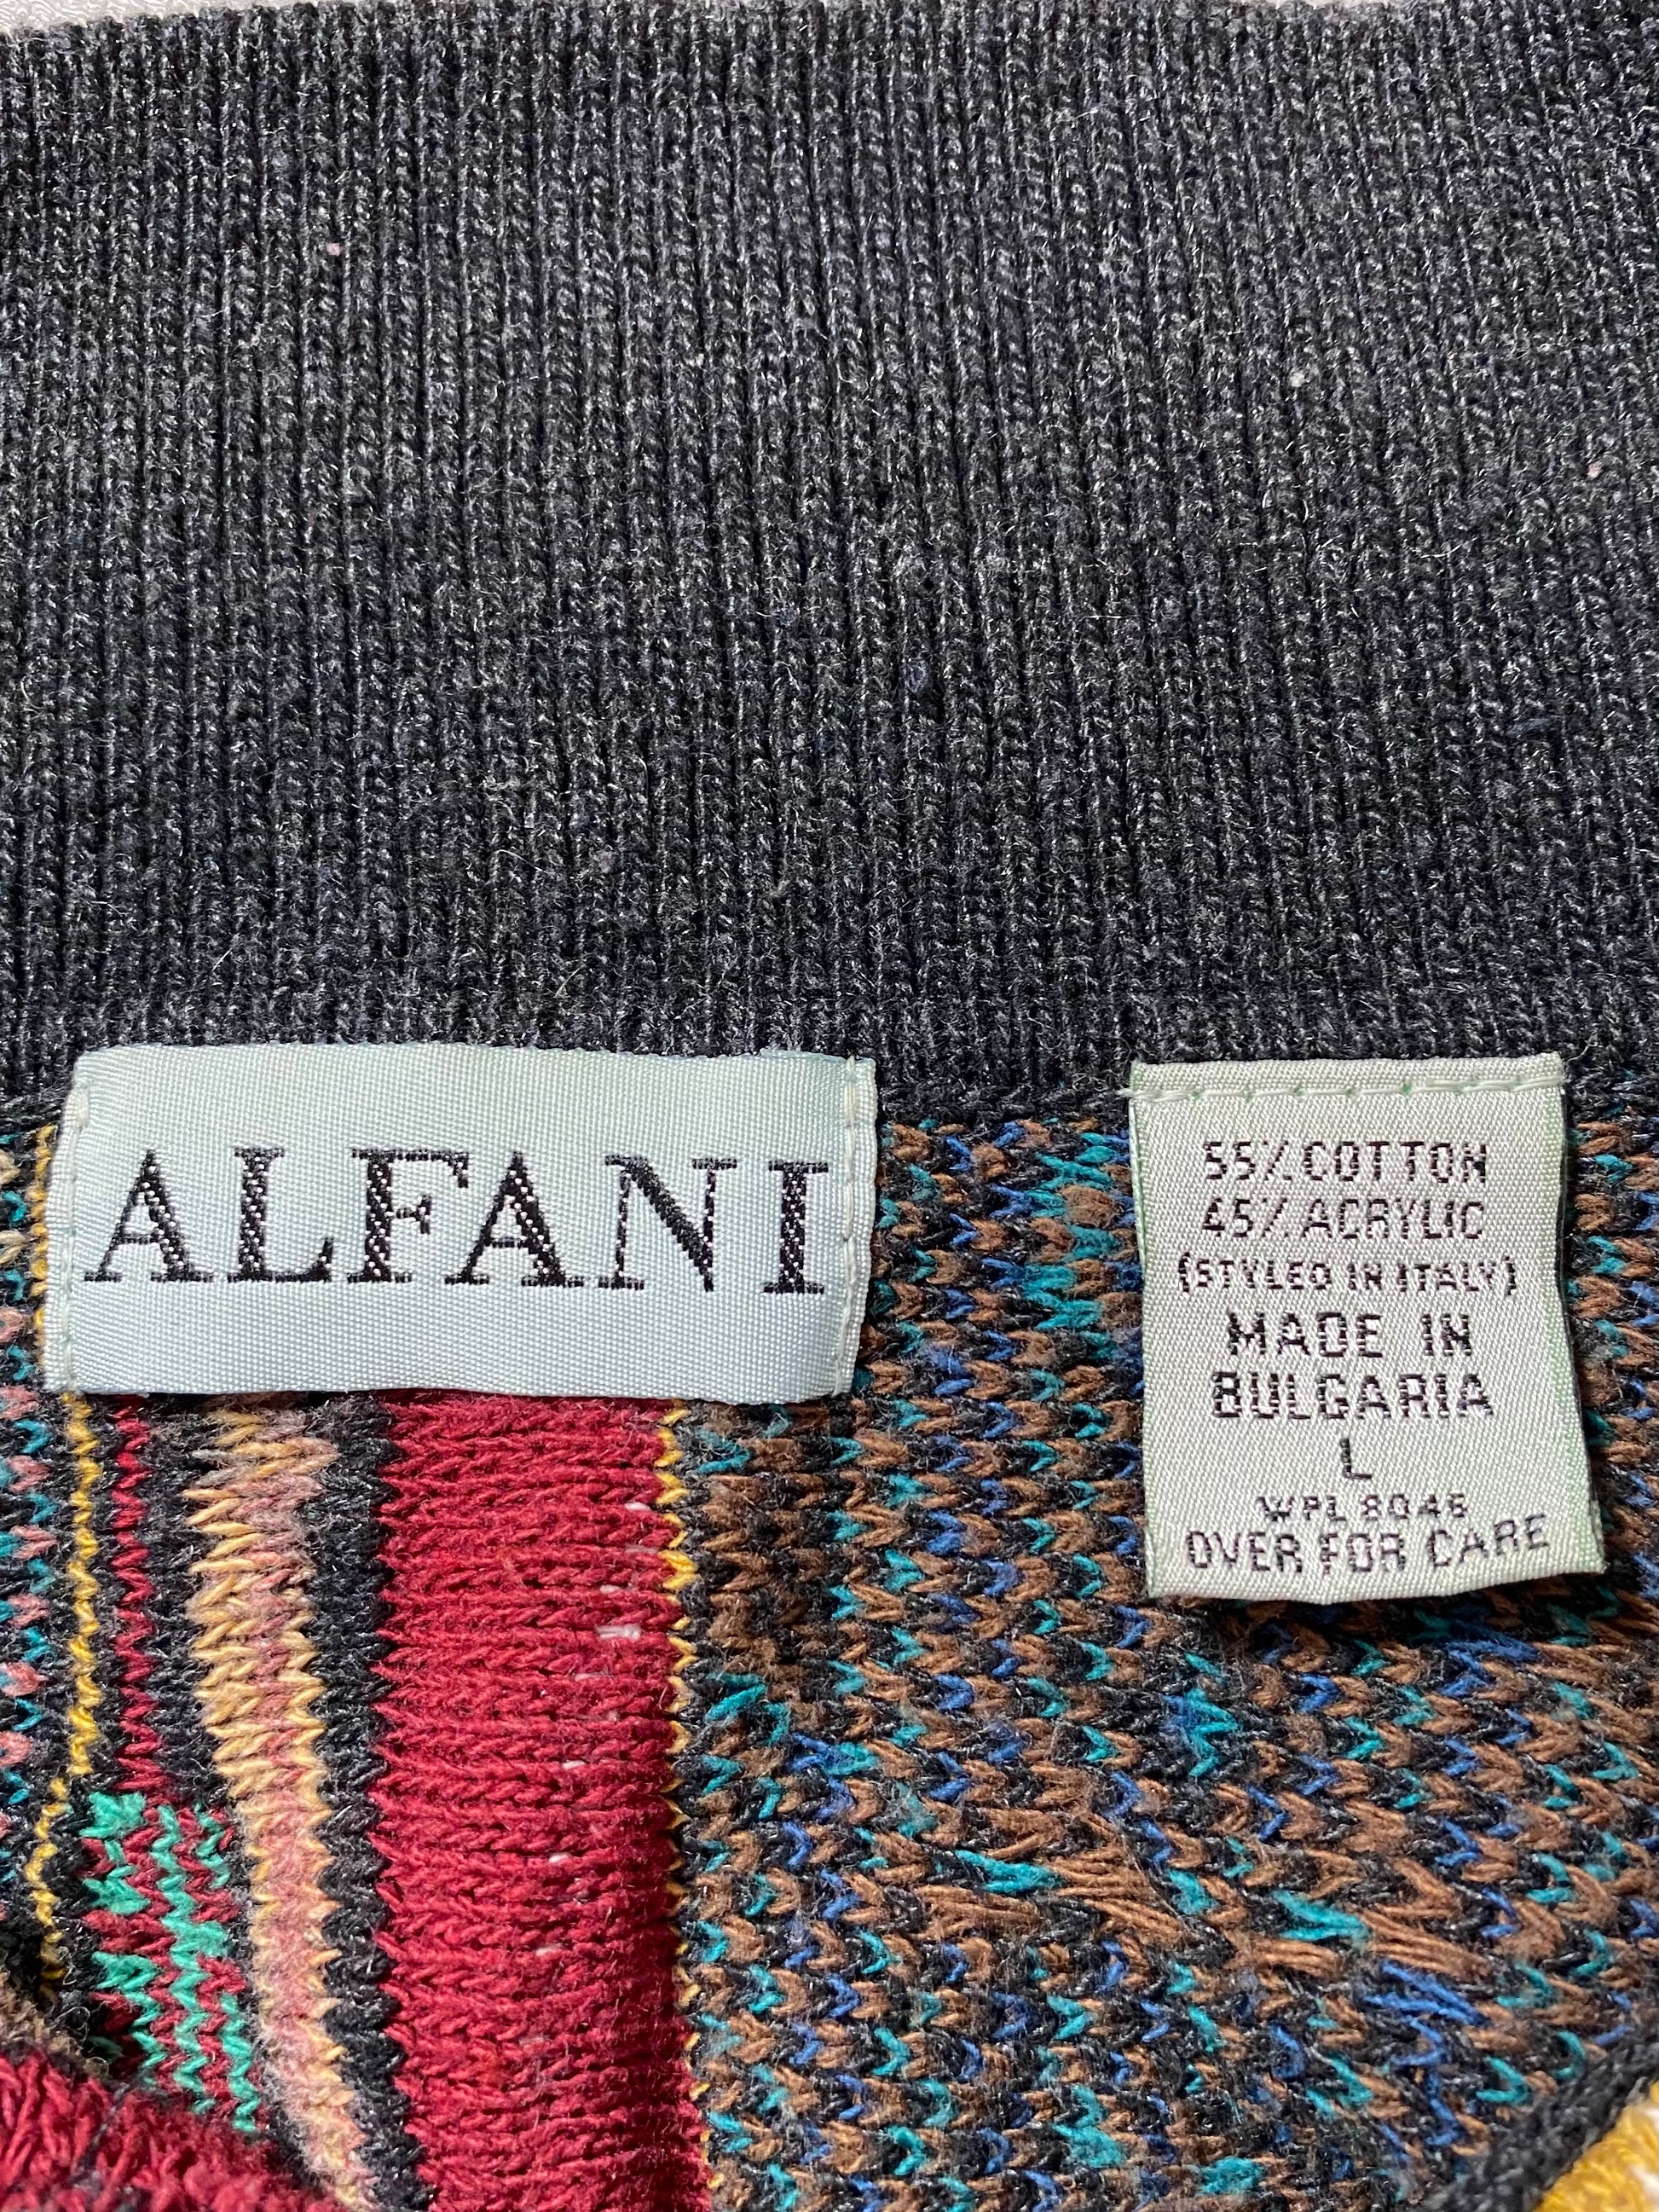 ALFANI
55% COTTON
45% ACRYLIC
(STYLED IN ITALY)
MADE IN
BULGARIA
L
WPL 8046
OVER FOR CARE